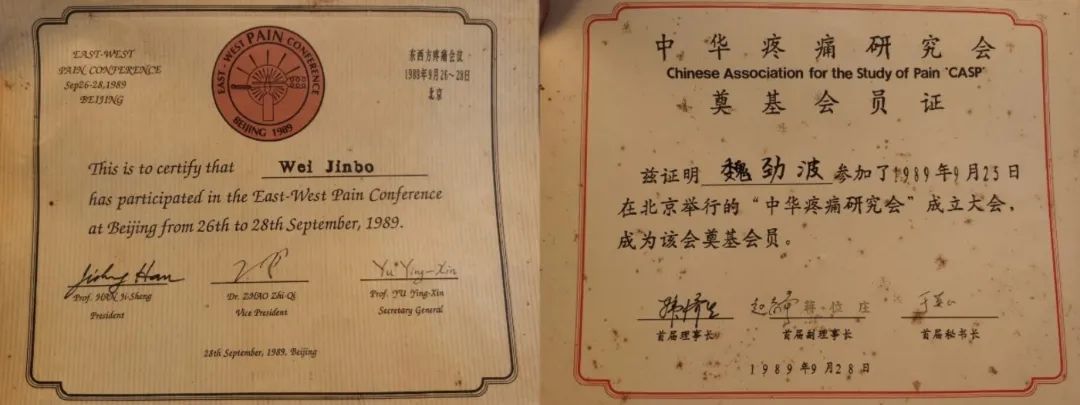 EAST-WEST
PAIN CONFERENCE
Sep26-28,1989
BEIJING
EAST-WEST PAIN CONFERENCE
BEIJING 1989
东西方疼痛会议
1989年9月26~28日
北京
This is to certify that Wei Jinbo
has participated in the East-West Pain Conference
at Beijing from 26th to 28th September, 1989.
Jisheng Han
Yu Ying-Xin
Prof. HAN Ji-Sheng
President
Dr. ZHAO Zhi-Qi
Vice President
Prof. YU Ying-Xin
Secretary General
28th September, 1989. Beijing
中华疼痛研究会
Chinese Association for the Study of Pain "CASP"
奠基会员证
兹证明 魏劲波 参加了1989年9月25日
在北京举行的“中华疼痛研究会”成立大会,
成为该会奠基会员。
韩济生
蒋位庄
首届理事长
首届副理事长
首届秘书长
1989年9月28日